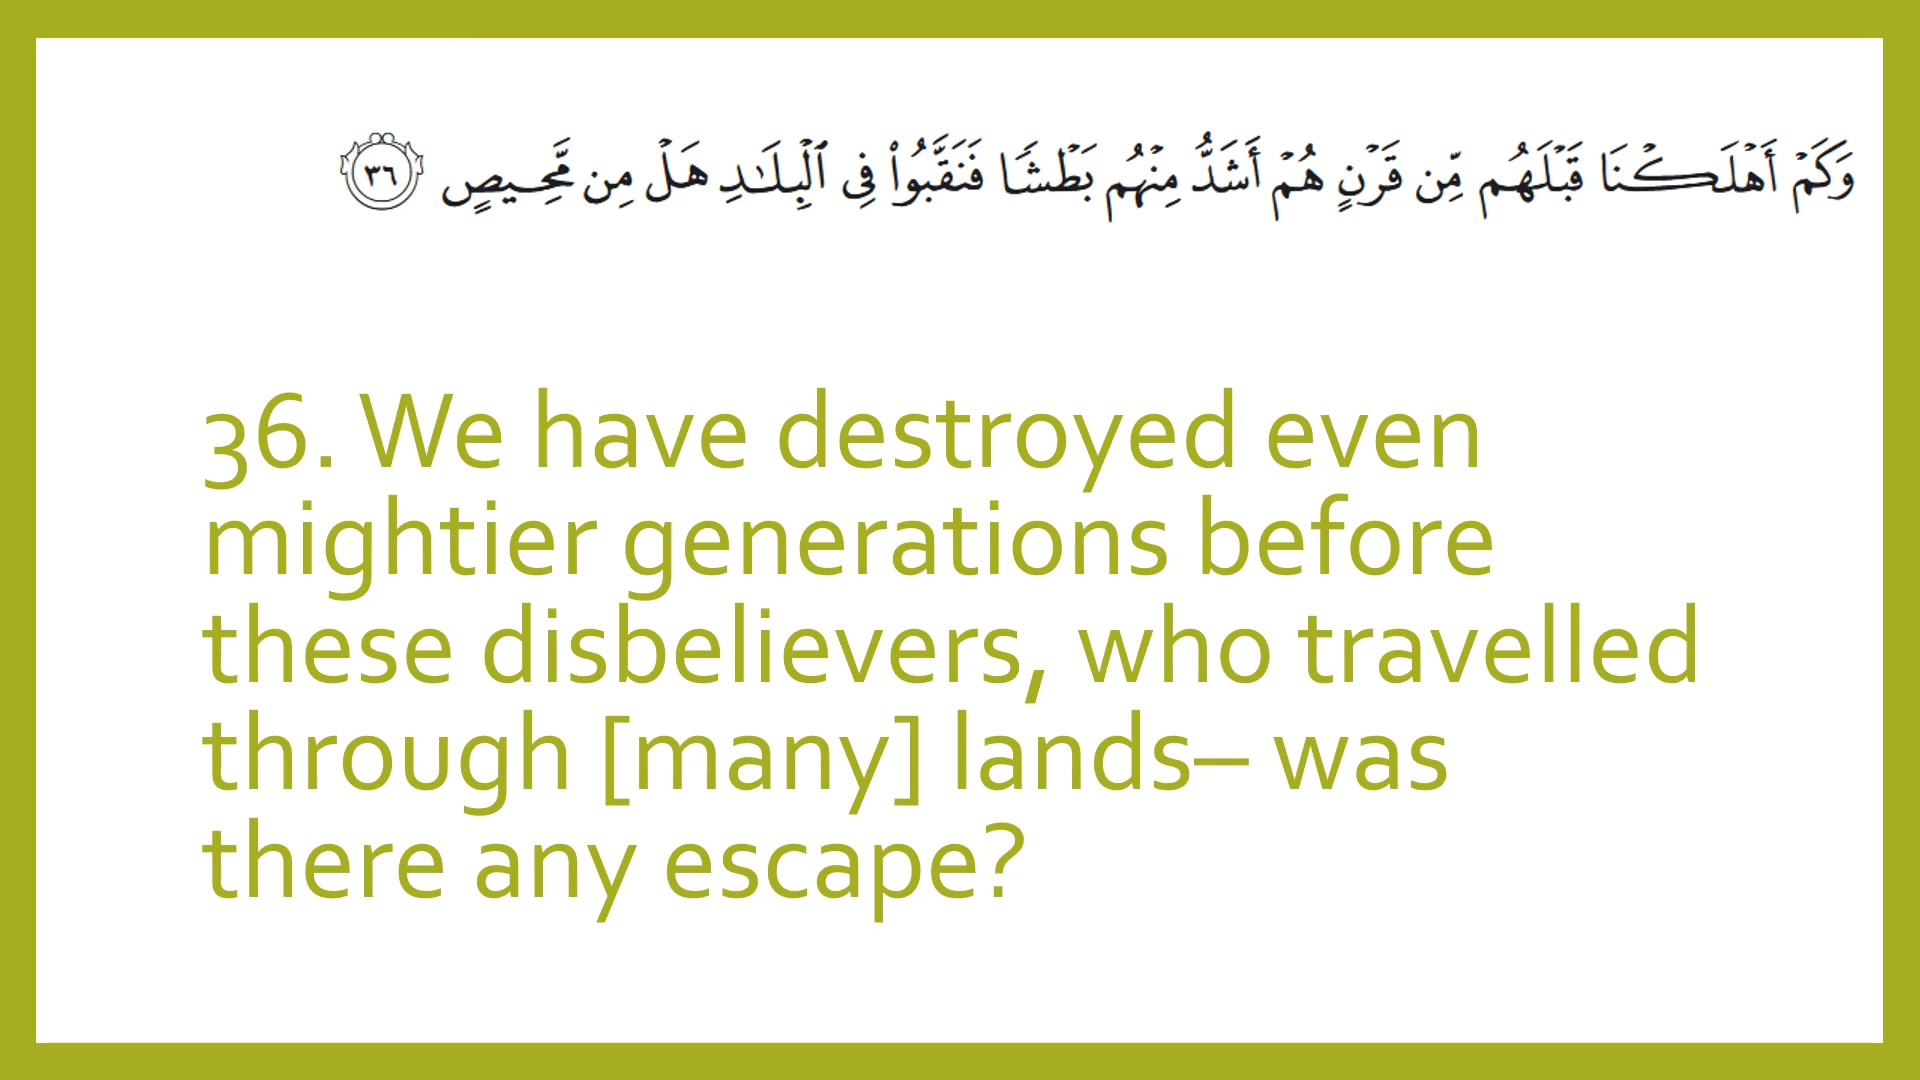 وَكَمْ أَهْلَكْنَا قَبْلَهُم مِّن قَرْنٍ هُمْ أَشَدُّ مِنْهُم بَطْشًا فَنَقَّبُوا۟ فِى ٱلْبِلَـٰدِ هَلْ مِن مَّحِيصٍ ٣٦
36. We have destroyed even
mightier generations before
these disbelievers, who travelled
through [many] lands– was
there any escape?